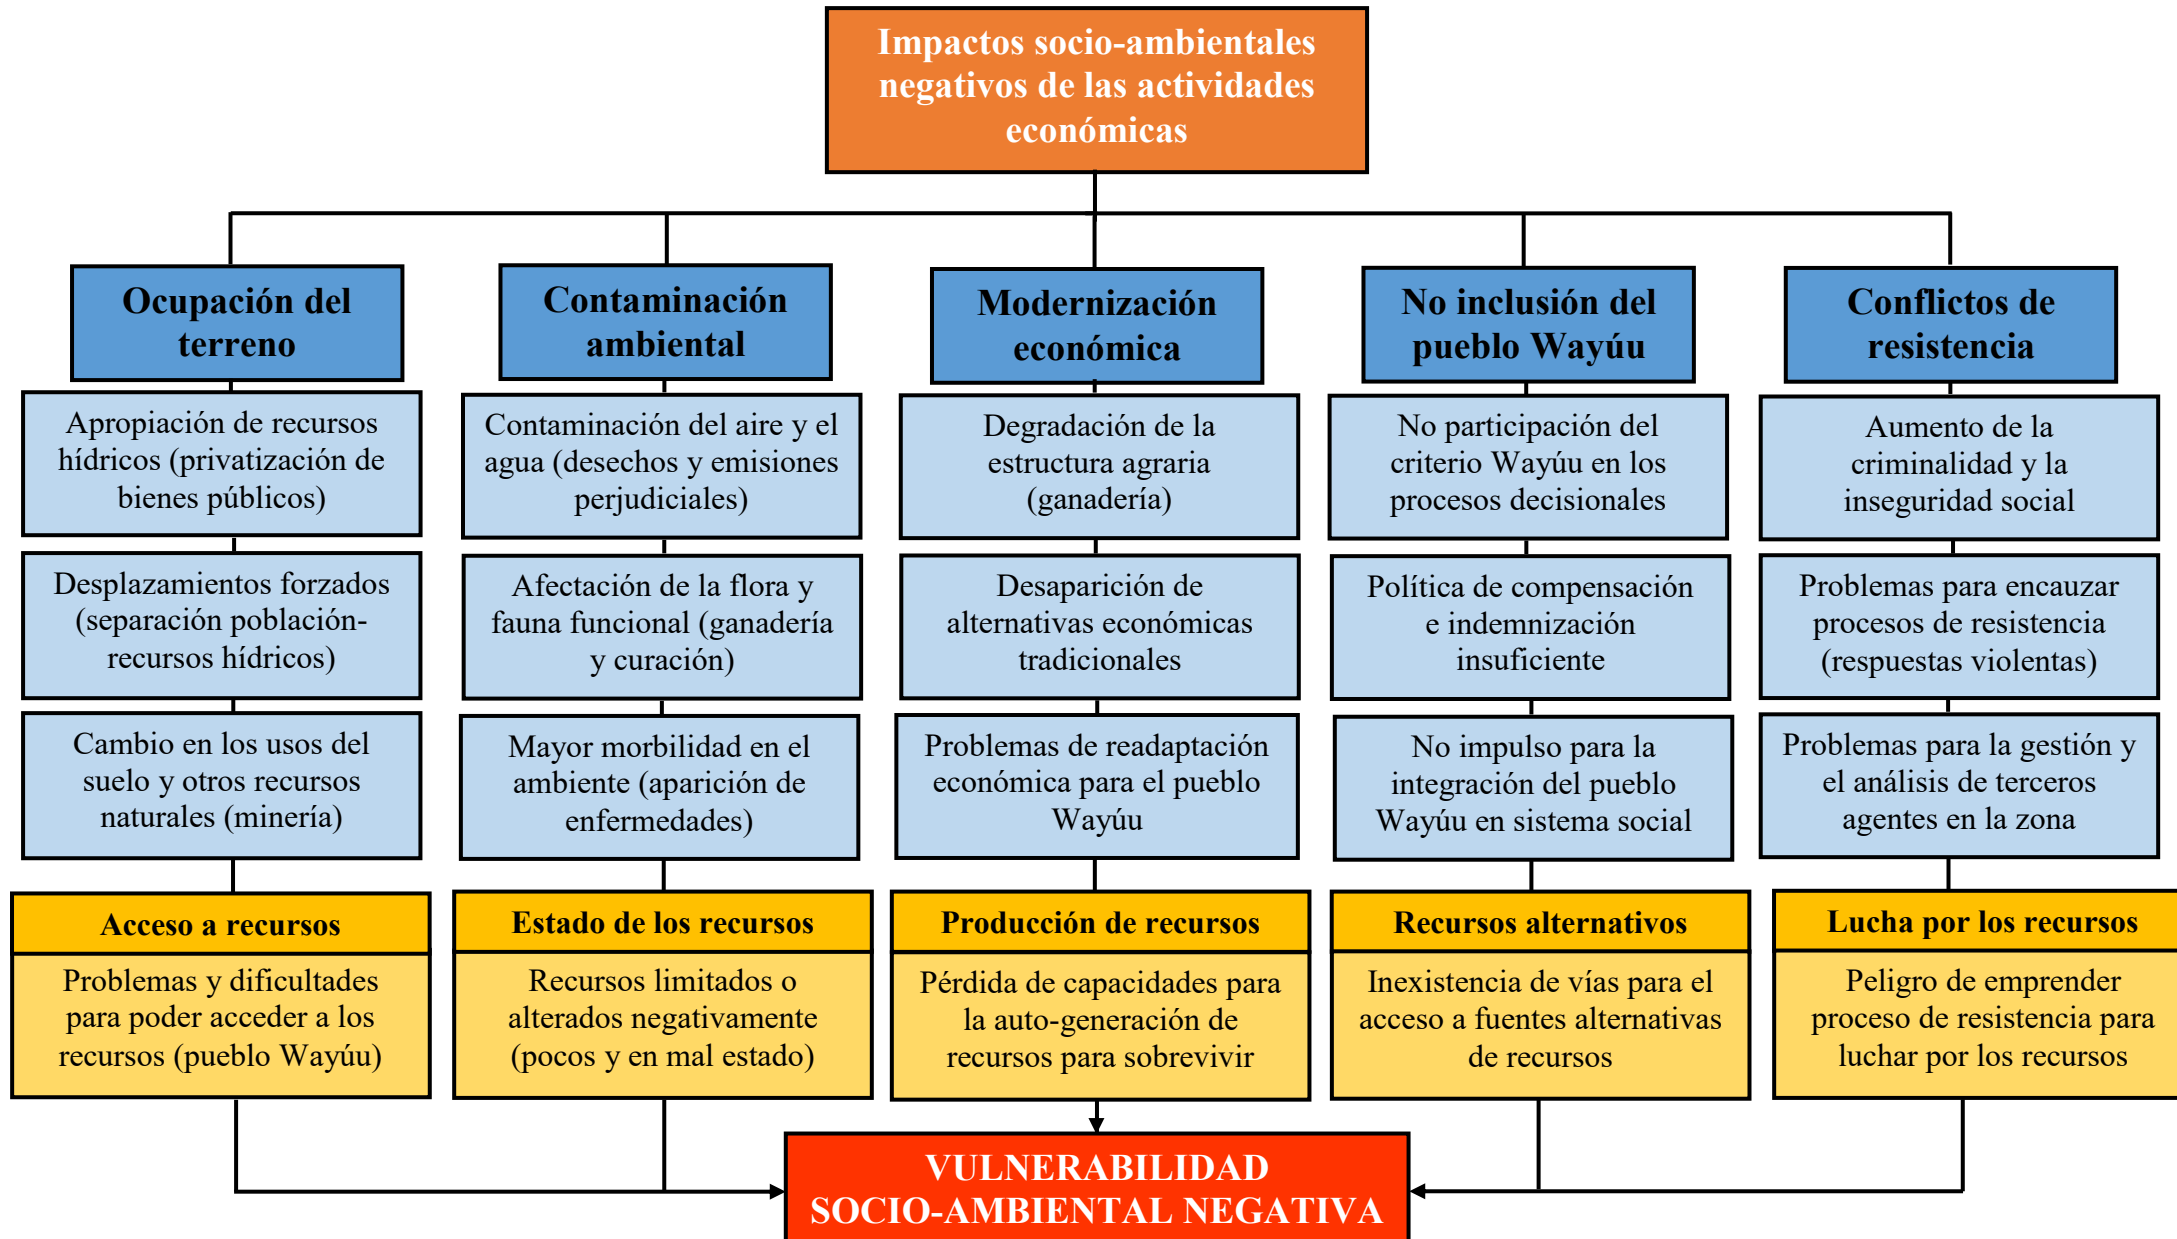 Impactos socio-ambientales
negativos de las actividades
económicas
Ocupación del
terreno
Apropiación de recursos
hídricos (privatización de
bienes públicos)
Desplazamientos forzados
(separación población-
recursos hídricos)
Cambio en los usos del
suelo y otros recursos
naturales (minería)
Acceso a recursos
Problemas y dificultades
para poder acceder a los
recursos (pueblo Wayúu)
Contaminación
ambiental
Contaminación del aire y el
agua (desechos y emisiones
perjudiciales)
Afectación de la flora y
fauna funcional (ganadería
y curación)
Mayor morbilidad en el
ambiente (aparición de
enfermedades)
Estado de los recursos
Recursos limitados o
alterados negativamente
(pocos y en mal estado)
Modernización
económica
Degradación de la
estructura agraria
(ganadería)
Desaparición de
alternativas económicas
tradicionales
Problemas de readaptación
económica para el pueblo
Wayúu
Producción de recursos
Pérdida de capacidades para
la auto-generación de
recursos para sobrevivir
No inclusión del
pueblo Wayúu
No participación del
criterio Wayúu en los
procesos decisionales
Política de compensación
e indemnización
insuficiente
No impulso para la
integración del pueblo
Wayúu en sistema social
Recursos alternativos
Inexistencia de vías para el
acceso a fuentes alternativas
de recursos
Conflictos de
resistencia
Aumento de la
criminalidad y la
inseguridad social
Problemas para encauzar
procesos de resistencia
(respuestas violentas)
Problemas para la gestión y
el análisis de terceros
agentes en la zona
Lucha por los recursos
Peligro de emprender
proceso de resistencia para
luchar por los recursos
VULNERABILIDAD
SOCIO-AMBIENTAL NEGATIVA